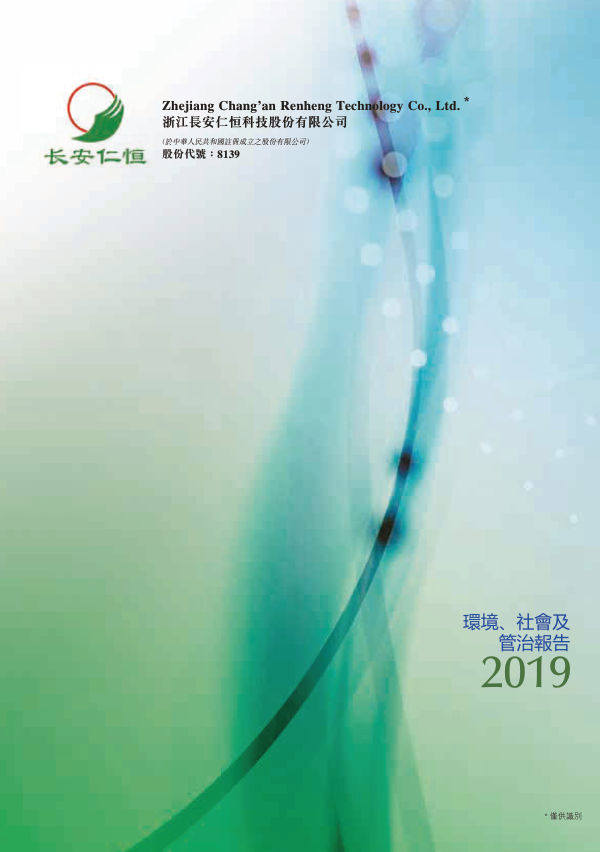 长安仁恒
Zhejiang Chang'an Renheng Technology Co., Ltd. *
浙江長安仁恒科技股份有限公司
(於中華人民共和國註冊成立之股份有限公司)
股份代號：8139
環境、社會及
管治報告
2019
* 僅供識別